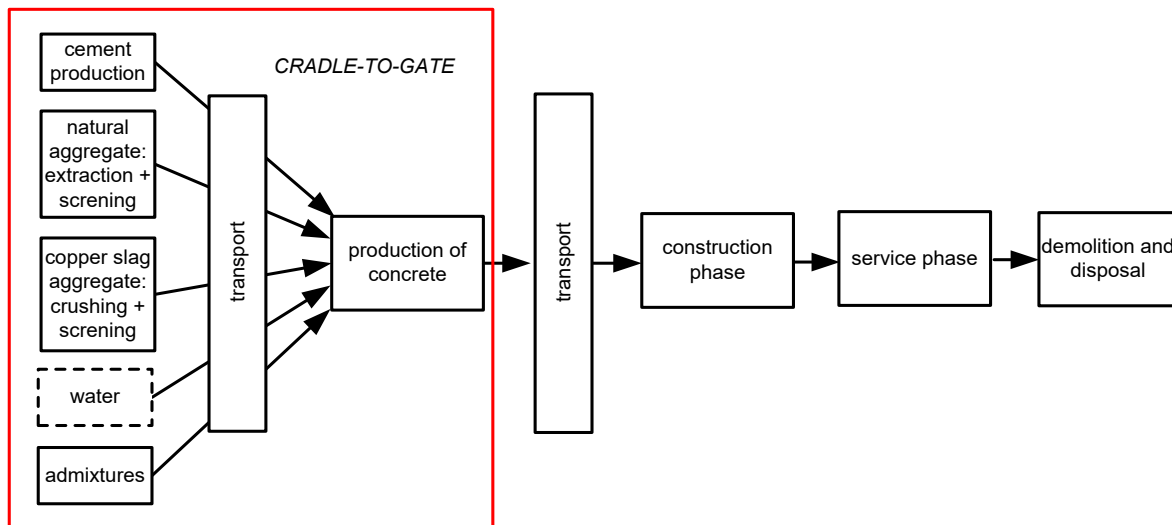 cement
production
CRADLE-TO-GATE
natural
aggregate:
extraction +
screning
copper slag
aggregate:
crushing +
screning
water
admixtures
transport
production of
concrete
transport
construction
phase
service phase
demolition and
disposal